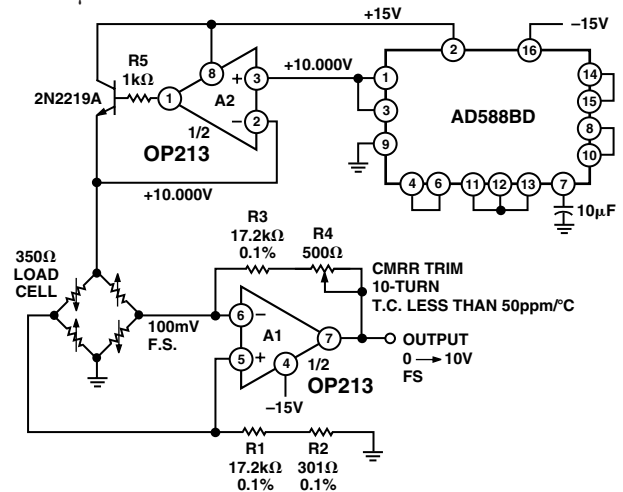 +15V
–15V
R5
1kΩ
8
2
16
+10.000V
3
+
1
14
2N2219A
1
A2
3
15
2
–
AD588BD
8
1/2
9
10
OP213
4
6
11
12
13
7
+10.000V
10µF
R3
17.2kΩ
0.1%
R4
500Ω
350Ω
LOAD
CELL
CMRR TRIM
10-TURN
T.C. LESS THAN 50ppm/°C
6
–
100mV
F.S.
A1
7
OUTPUT
0 → 10V
FS
5
+
4
1/2
OP213
–15V
R1
17.2kΩ
0.1%
R2
301Ω
0.1%